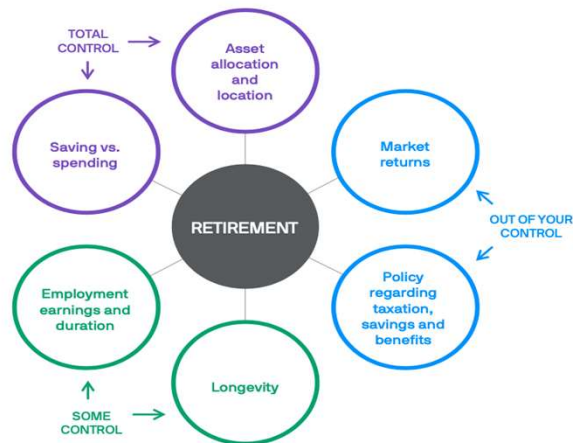 TOTAL
CONTROL
Asset
allocation
and
location
Saving vs.
spending
Market
returns
RETIREMENT
OUT OF YOUR
CONTROL
Employment
earnings and
duration
Policy
regarding
taxation,
savings and
benefits
Longevity
SOME
CONTROL